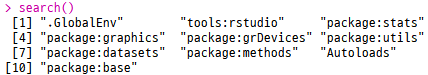 > search()
 [1] ".GlobalEnv"        "tools:rstudio"     "package:stats"
 [4] "package:graphics"  "package:grDevices" "package:utils"
 [7] "package:datasets"  "package:methods"   "Autoloads"
[10] "package:base"